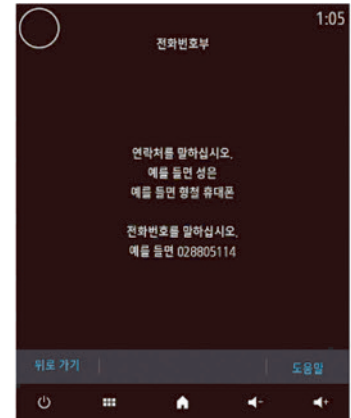 1:05
전화번호부
연락처를 말하십시오.
예를 들면 성은
예를 들면 형철 휴대폰
전화번호를 말하십시오.
예를 들면 028805114
뒤로 가기
도움말